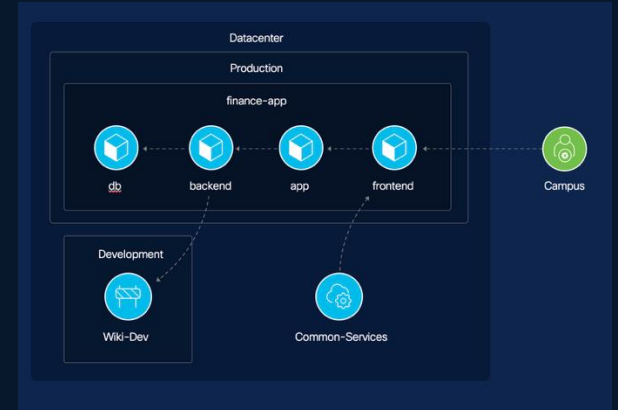 Datacenter
Production
finance-app
db
backend
app
frontend
Campus
Development
Wiki-Dev
Common-Services